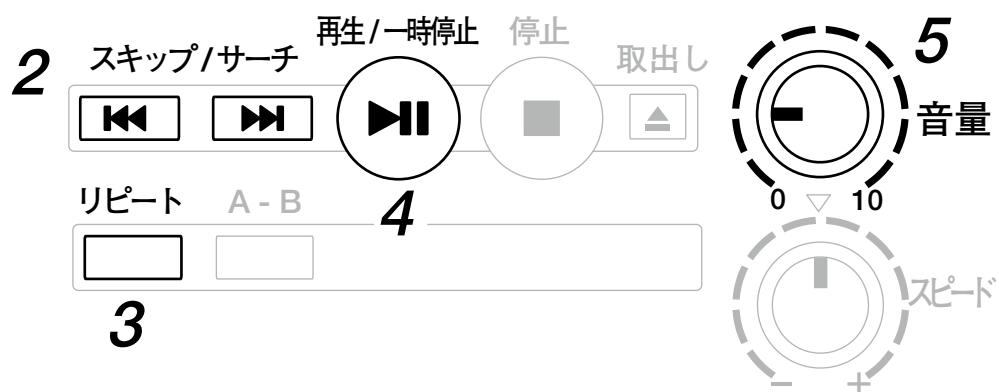 2
スキップ/サーチ
再生/一時停止
停止
取出し
5
音量
0 10
リピート
A - B
4
3
スピード
- +